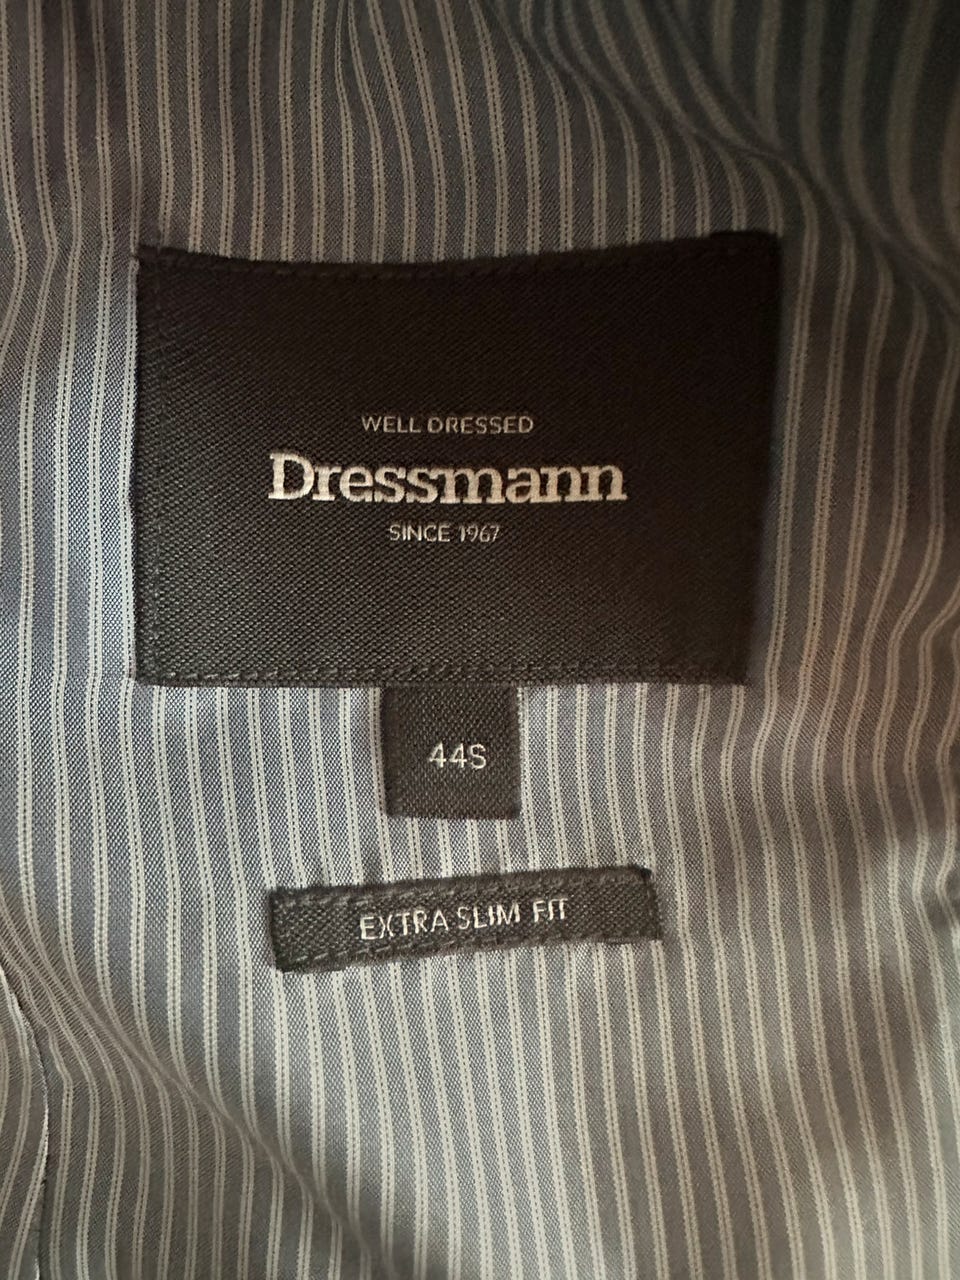 WELL DRESSED
Dressmann
SINCE 1967
44S
EXTRA SLIM FIT